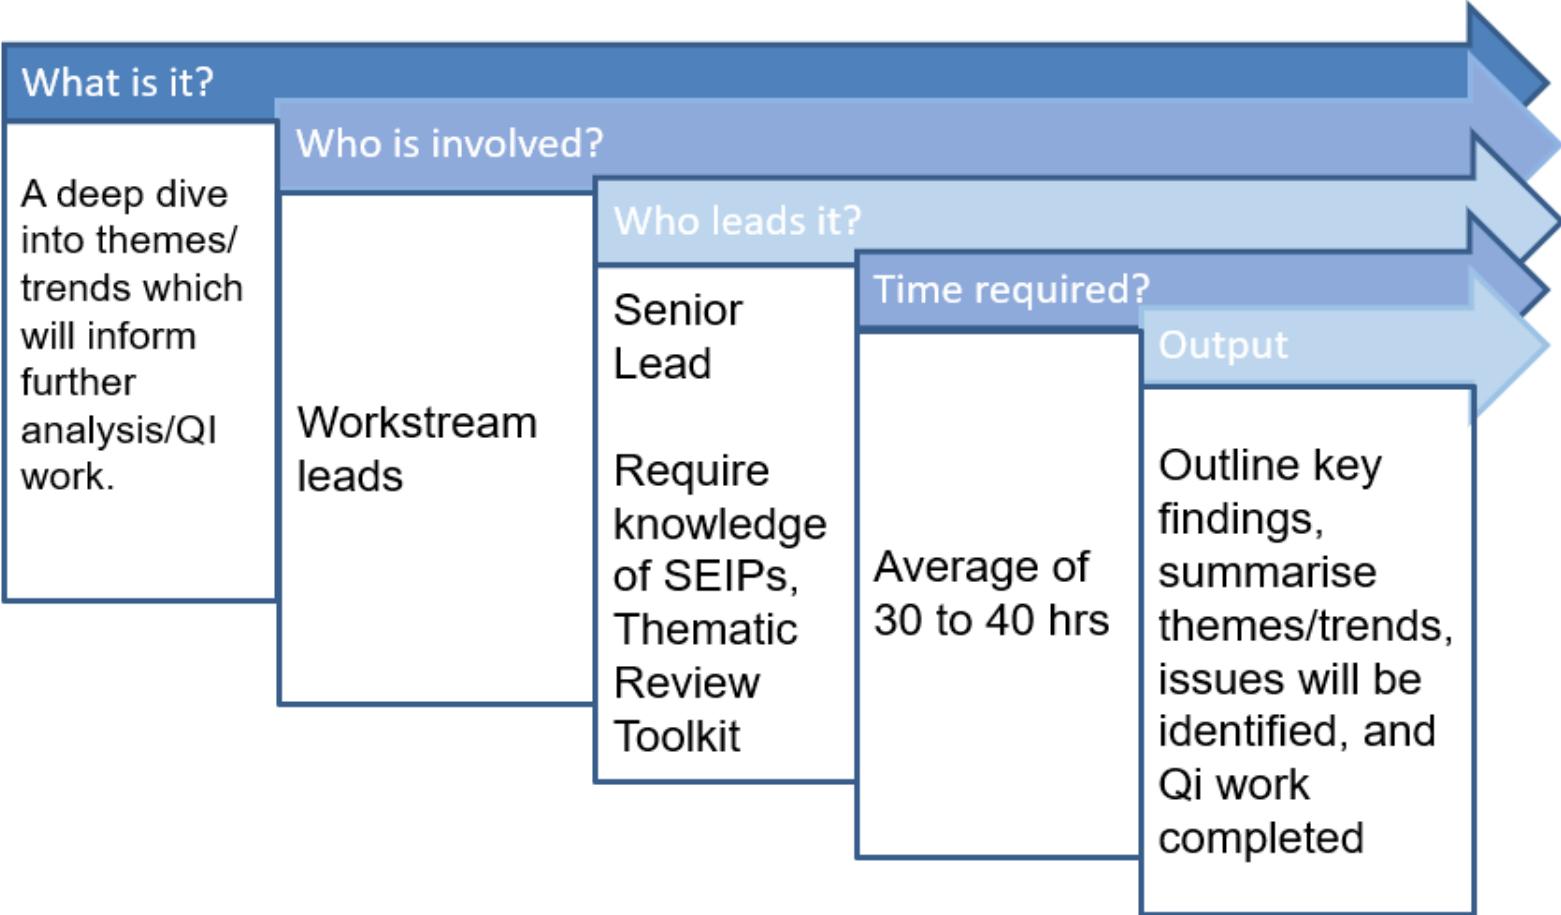 What is it?
A deep dive
into themes/
trends which
will inform
further
analysis/QI
work.
Who is involved?
Workstream
leads
Who leads it?
Senior
Lead
Require
knowledge
of SEIPs,
Thematic
Review
Toolkit
Time required?
Average of
30 to 40 hrs
Output
Outline key
findings,
summarise
themes/trends,
issues will be
identified, and
Qi work
completed